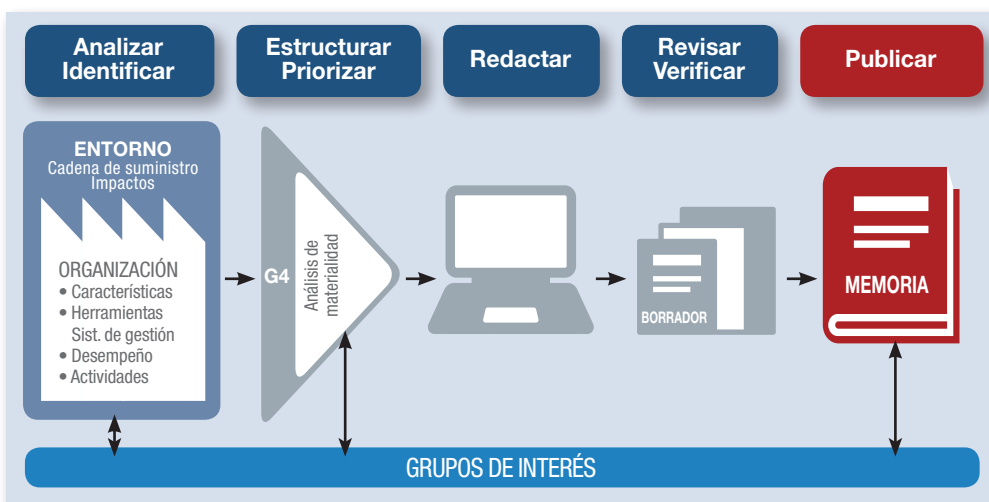 Analizar
Identificar
Estructurar
Priorizar
Redactar
Revisar
Verificar
Publicar
ENTORNO
Cadena de suministro
Impactos
ORGANIZACIÓN
• Características
• Herramientas
Sist. de gestión
• Desempeño
• Actividades
G4
Análisis de
materialidad
BORRADOR
MEMORIA
GRUPOS DE INTERÉS